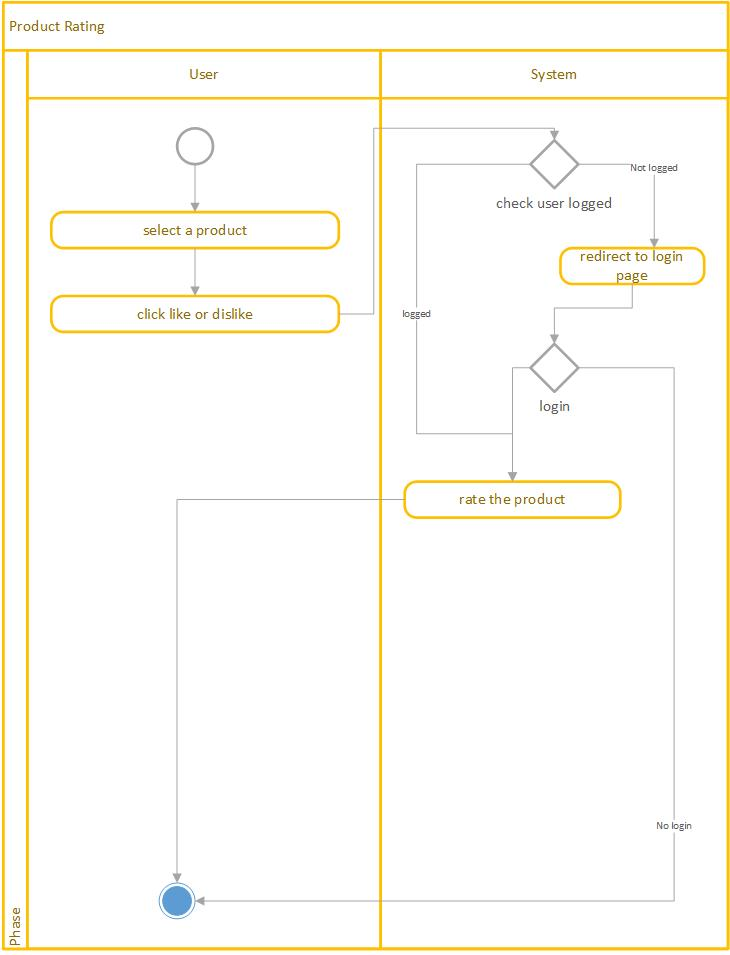 Product Rating
User
System
select a product
click like or dislike
check user logged
Not logged
redirect to login
page
logged
login
rate the product
No login
Phase